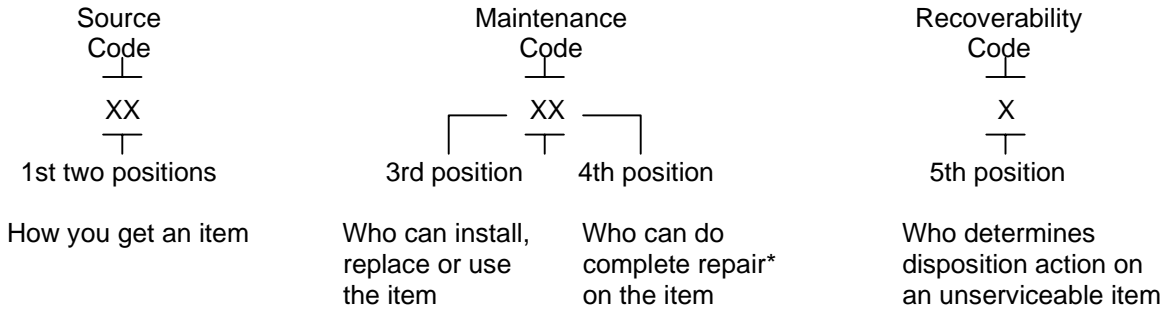 Source
Code
XX
1st two positions
How you get an item
Maintenance
Code
XX
3rd position
4th position
Who can install,
replace or use
the item
Who can do
complete repair*
on the item
Recoverability
Code
X
5th position
Who determines
disposition action on
an unserviceable item